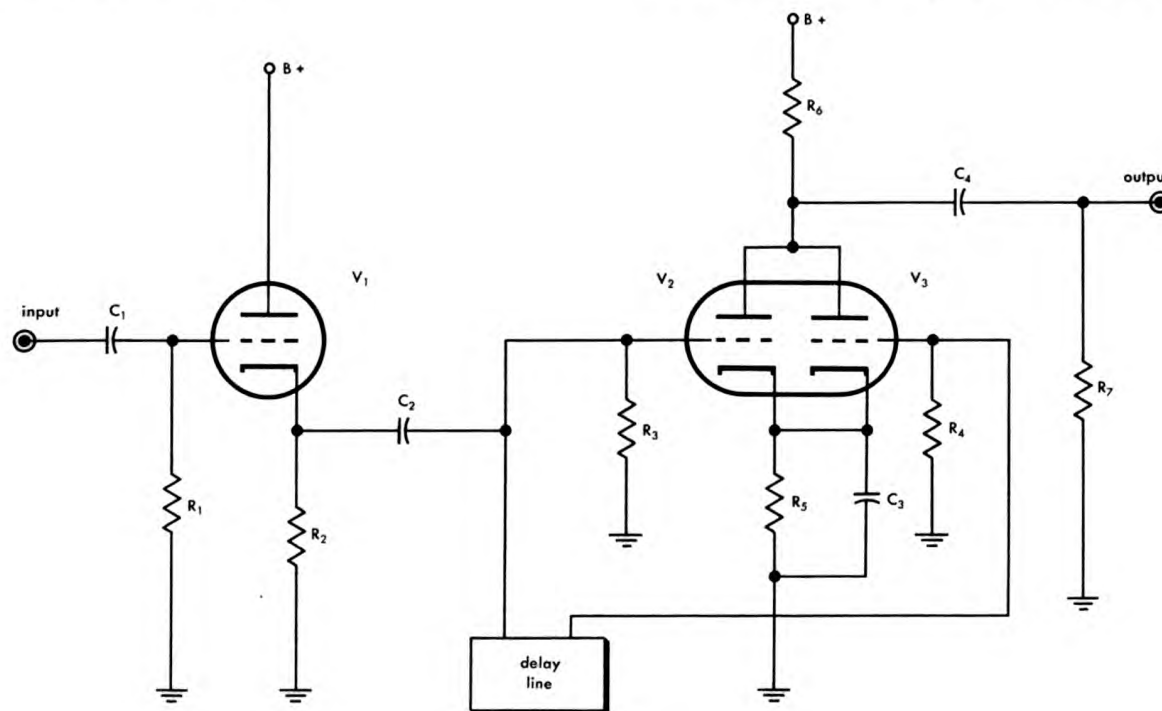 B +
B +
R₆
C₄
output
V₁
V₂
V₃
input
C₁
C₂
R₁
R₂
R₃
R₅
C₃
R₄
R₇
delay
line